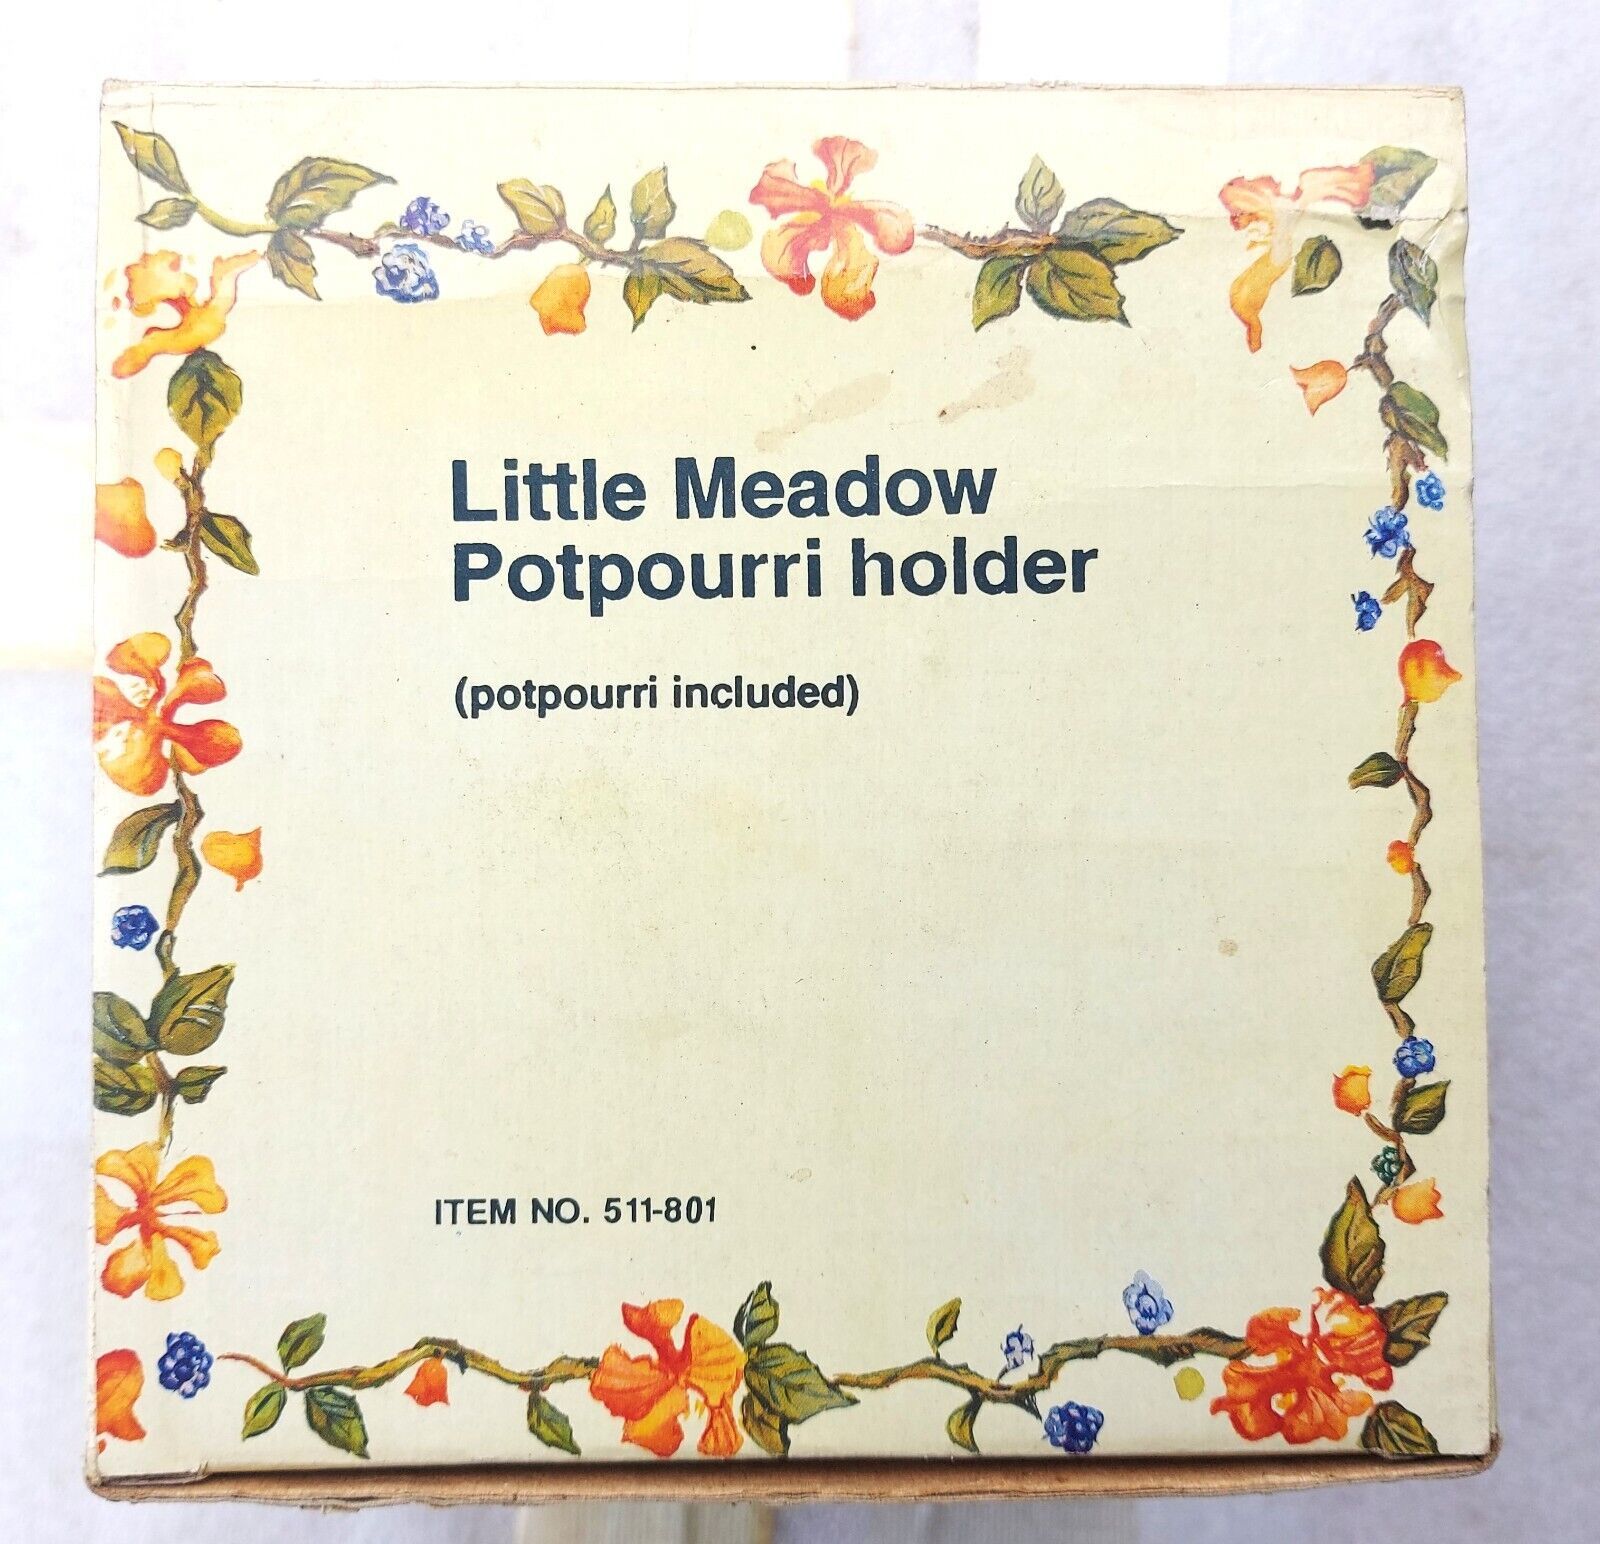 Little Meadow
Potpourri holder
(potpourri included)
ITEM NO. 511-801